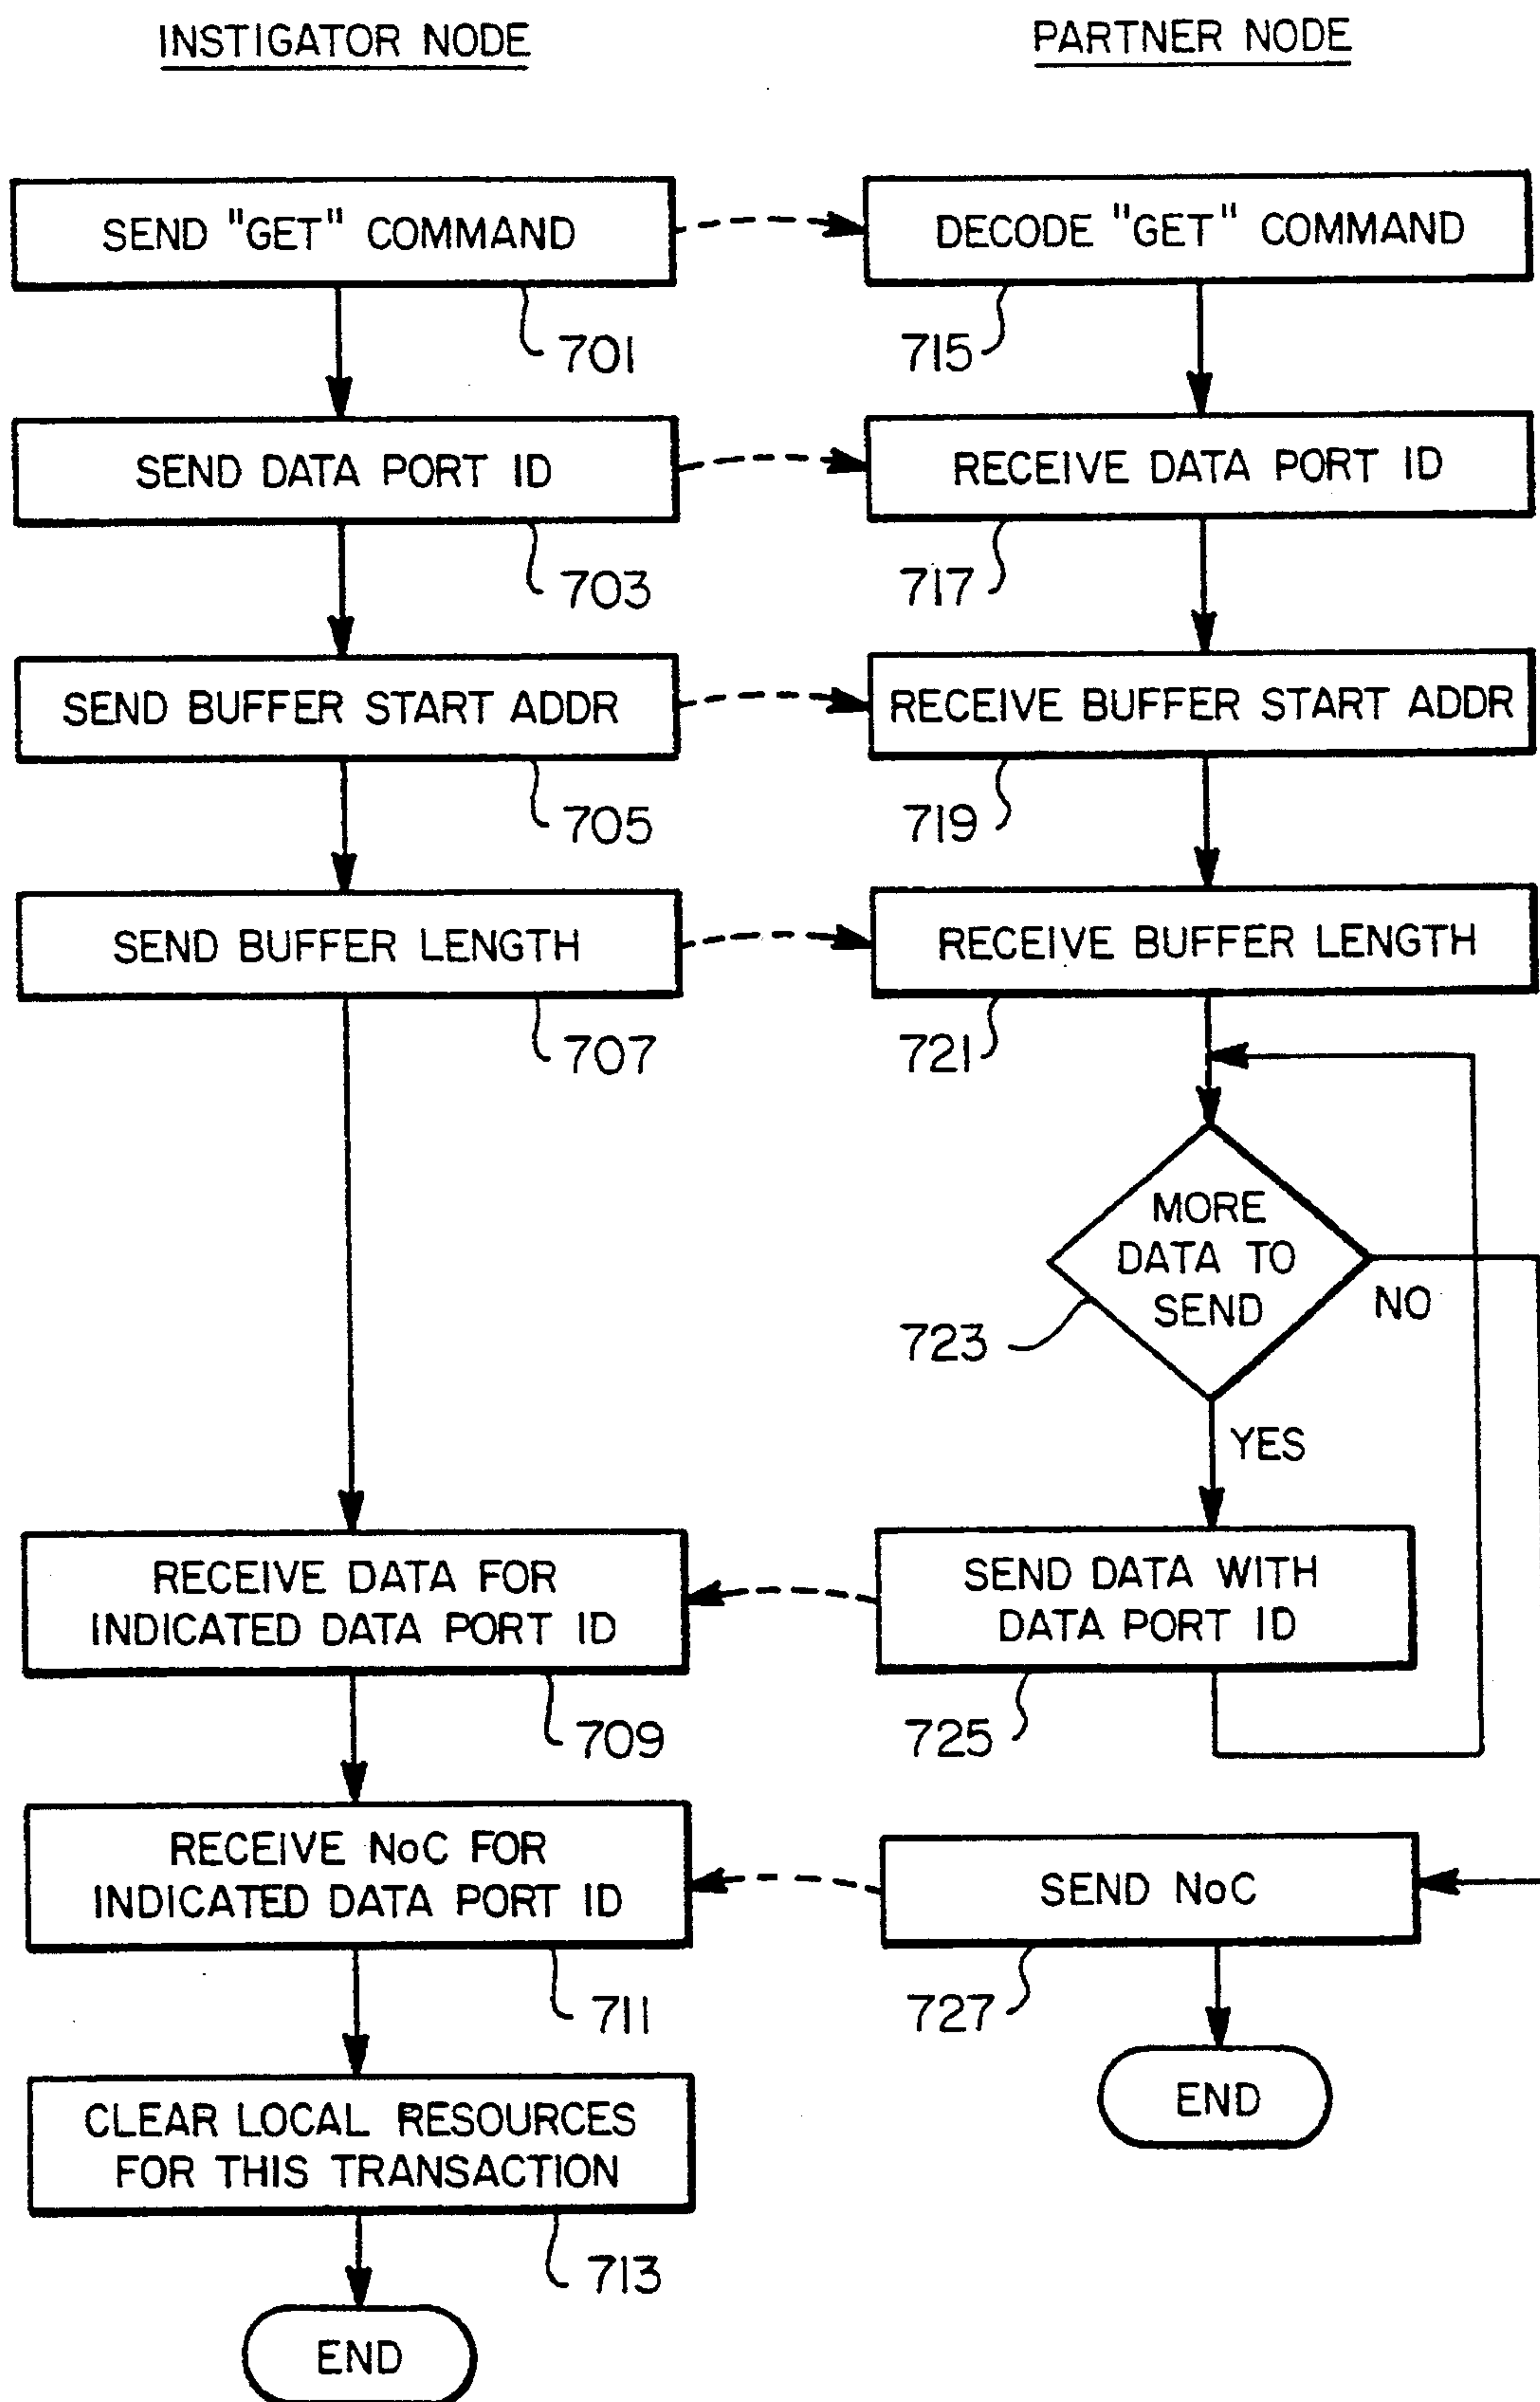 INSTIGATOR NODE
PARTNER NODE
SEND "GET" COMMAND
DECODE "GET" COMMAND
701
715
SEND DATA PORT ID
RECEIVE DATA PORT ID
703
717
SEND BUFFER START ADDR
RECEIVE BUFFER START ADDR
705
719
SEND BUFFER LENGTH
RECEIVE BUFFER LENGTH
707
721
MORE
DATA TO
SEND
NO
723
YES
RECEIVE DATA FOR
INDICATED DATA PORT ID
SEND DATA WITH
DATA PORT ID
709
725
RECEIVE NoC FOR
INDICATED DATA PORT ID
SEND NoC
711
727
END
CLEAR LOCAL RESOURCES
FOR THIS TRANSACTION
713
END